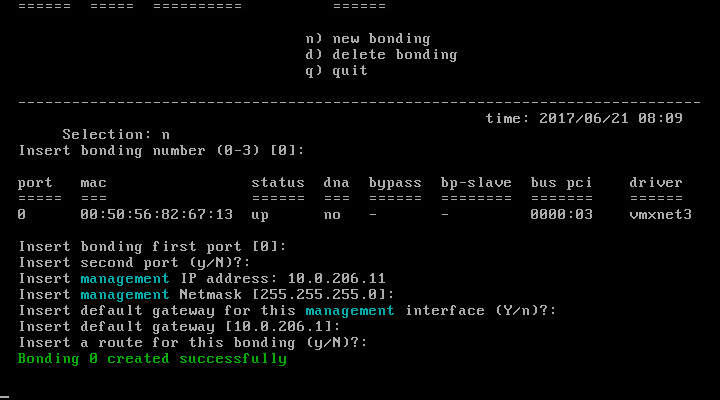 ======  =====  ==========          ======
n) new bonding
d) delete bonding
q) quit
----------------------------------------------------------------------------
time: 2017/06/21 08:09
Selection: n
Insert bonding number (0-3) [0]:
port   mac                status   dna   bypass   bp-slave   bus pci    driver
=====  ===                ======   ===   ======   ========   =======    ======
0      00:50:56:82:67:13  up       no    -        -          0000:03    vmxnet3
Insert bonding first port [0]:
Insert second port (y/N)?:
Insert management IP address: 10.0.206.11
Insert management Netmask [255.255.255.0]:
Insert default gateway for this management interface (Y/n)?:
Insert default gateway [10.0.206.1]:
Insert a route for this bonding (y/N)?:
Bonding 0 created successfully